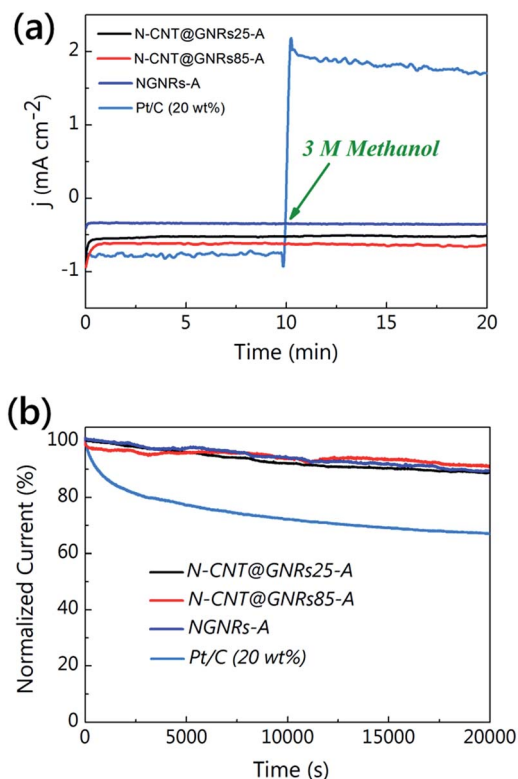 (a)
N-CNT@GNRs25-A
N-CNT@GNRs85-A
NGNRs-A
Pt/C (20 wt%)
3 M Methanol
j (mA cm⁻²)
2
1
0
-1
0 5 10 15 20
Time (min)
(b)
Normalized Current (%)
100
80
60
40
20
0
N-CNT@GNRs25-A
N-CNT@GNRs85-A
NGNRs-A
Pt/C (20 wt%)
0 5000 10000 15000 20000
Time (s)